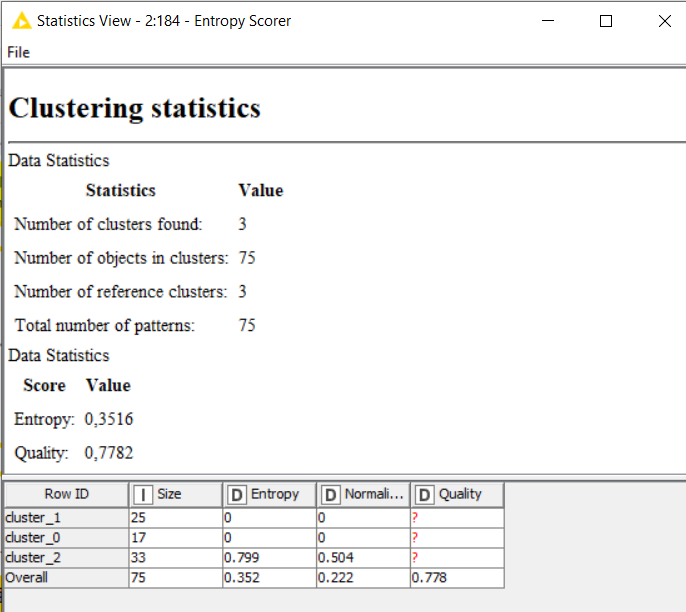 Statistics View - 2:184 - Entropy Scorer
File
Clustering statistics
Data Statistics
Statistics Value
Number of clusters found: 3
Number of objects in clusters: 75
Number of reference clusters: 3
Total number of patterns: 75
Data Statistics
Score Value
Entropy: 0,3516
Quality: 0,7782
Row ID I Size D Entropy D Normali... D Quality
cluster_1 25 0 0 ?
cluster_0 17 0 0 ?
cluster_2 33 0.799 0.504 ?
Overall 75 0.352 0.222 0.778